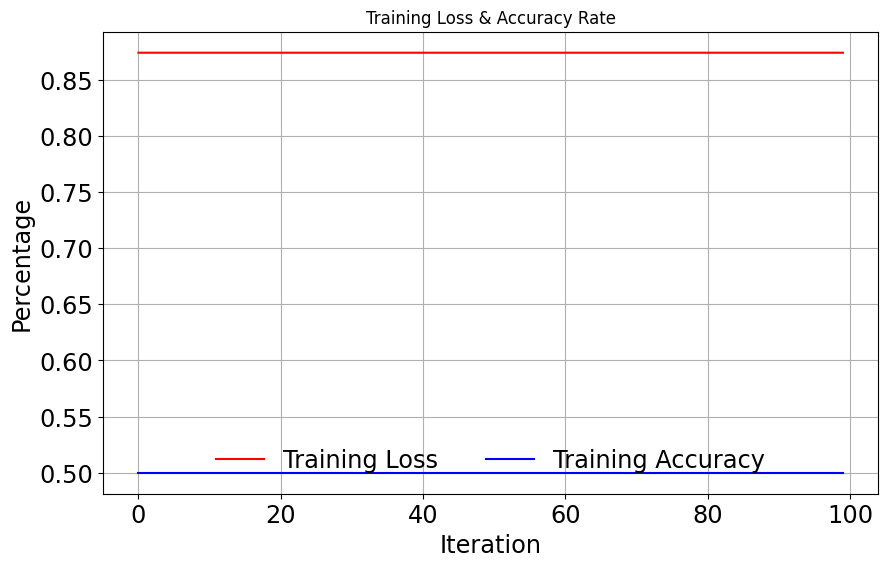 Training Loss & Accuracy Rate
Percentage
0.85
0.80
0.75
0.70
0.65
0.60
0.55
0.50
Training Loss Training Accuracy
0 20 40 60 80 100
Iteration